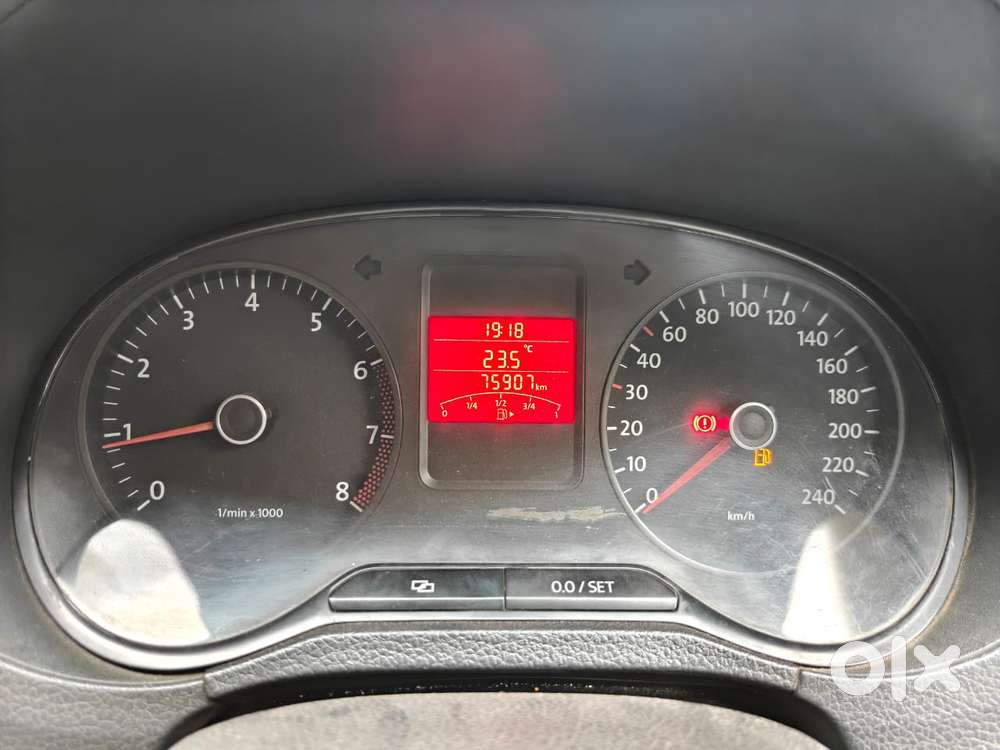 19:18
23.5 °C
75907 km
0 1/4 1/2 3/4 1
0 1 2 3 4 5 6 7 8
1/min x 1000
0 10 20 30 40 60 80 100 120 140 160 180 200 220 240
km/h
0.0 / SET
olx